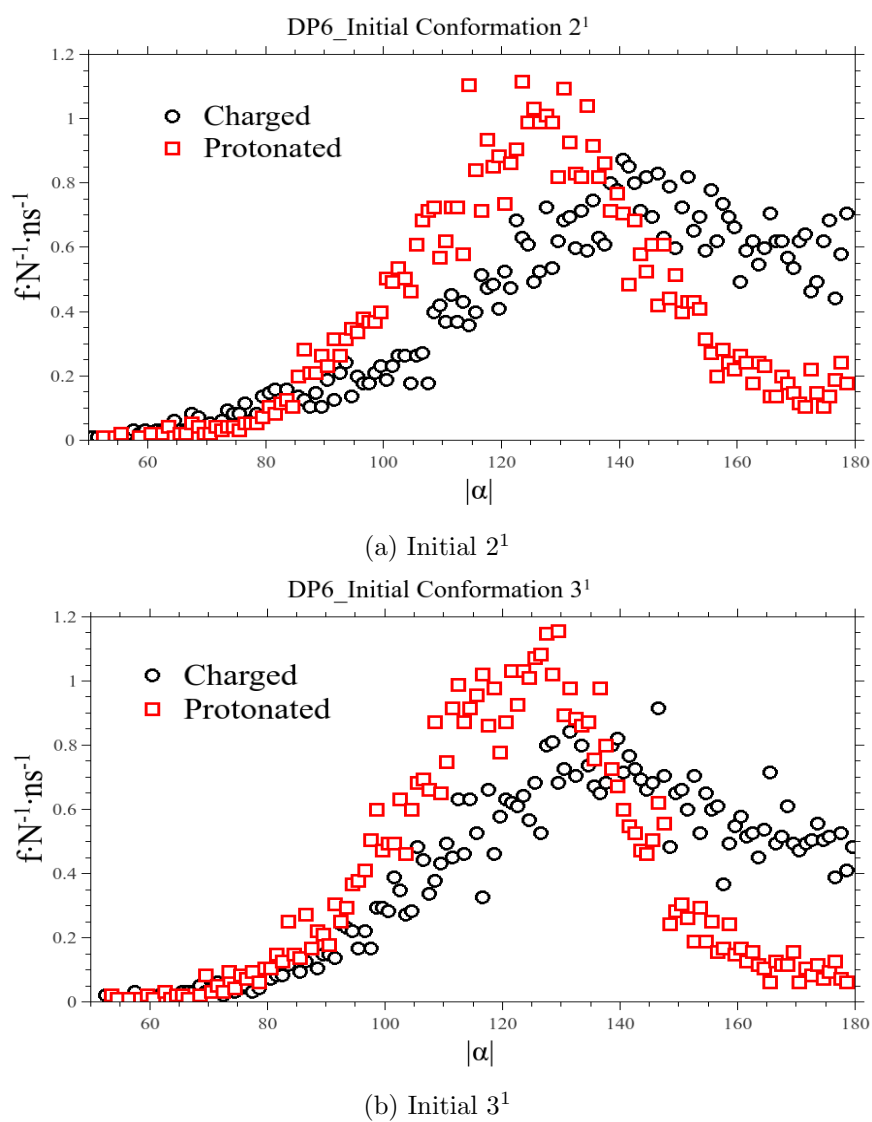 DP6_Initial Conformation 2¹
1.2
1
0.8
0.6
0.4
0.2
0
f·N⁻¹·ns⁻¹
Charged
Protonated
60 80 100 120 140 160 180
|α|
(a) Initial 2¹
DP6_Initial Conformation 3¹
1.2
1
0.8
0.6
0.4
0.2
0
f·N⁻¹·ns⁻¹
Charged
Protonated
60 80 100 120 140 160 180
|α|
(b) Initial 3¹